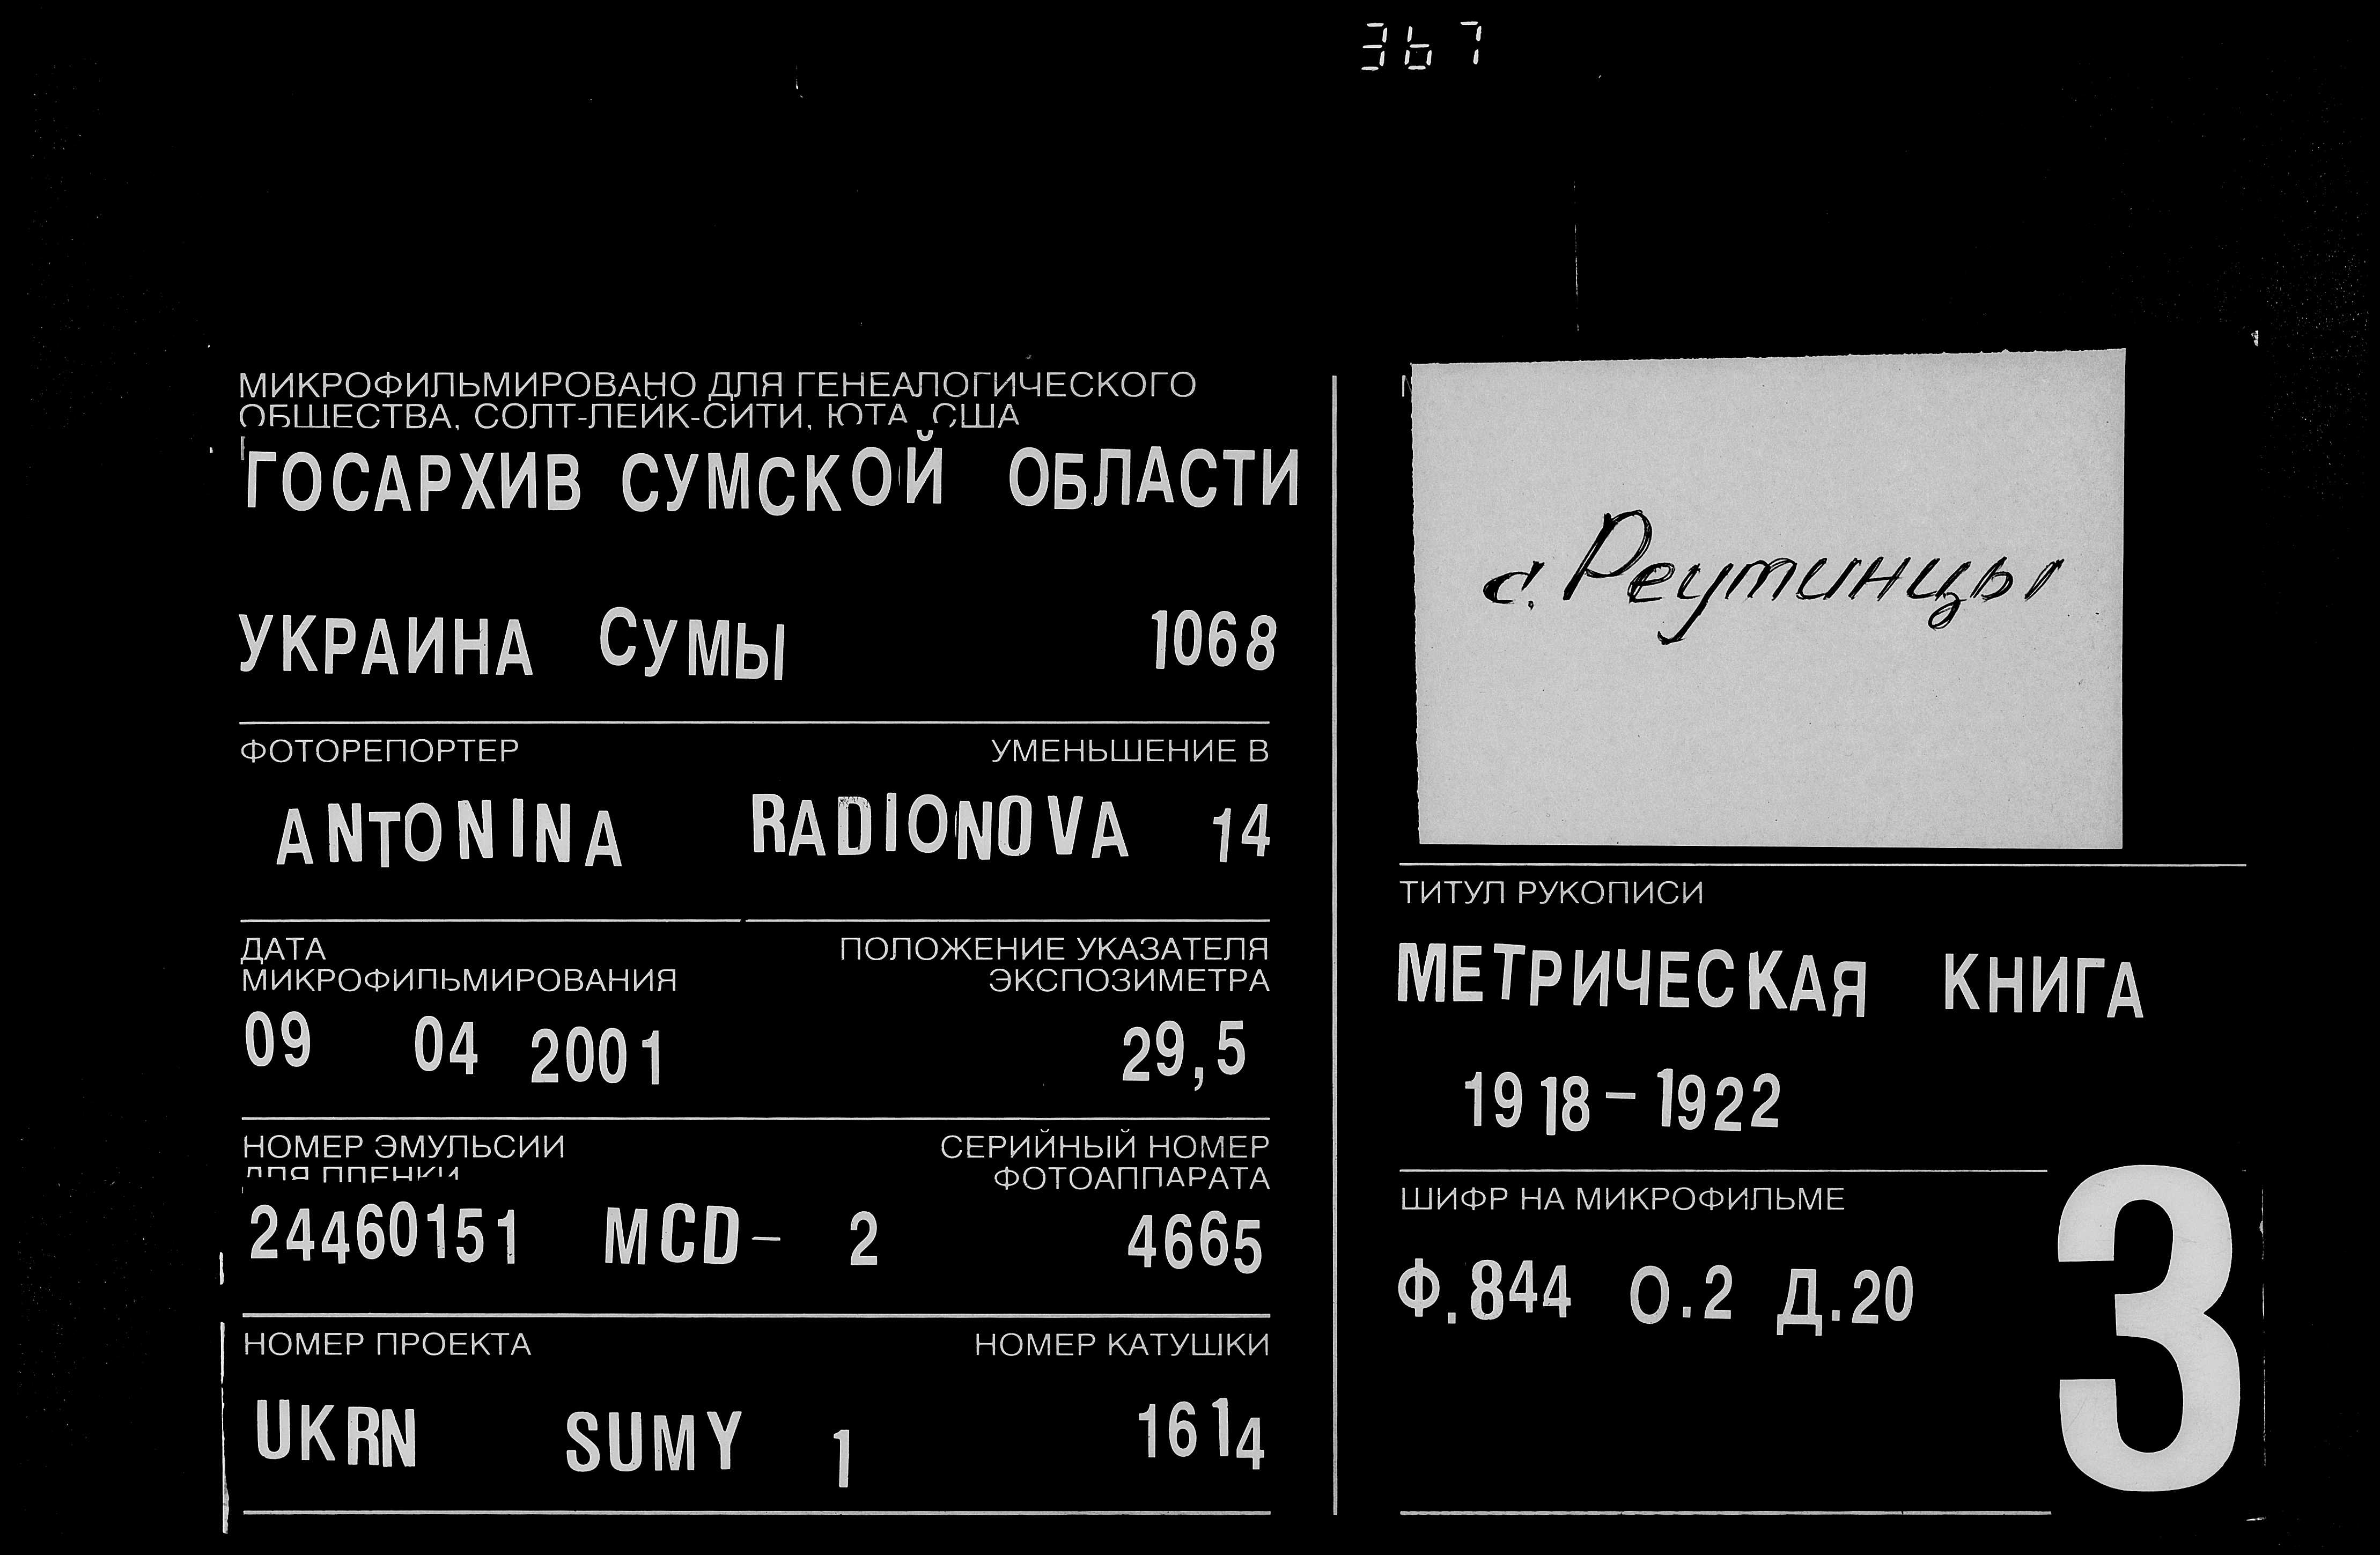 367
МИКРОФИЛЬМИРОВАНО ДЛЯ ГЕНЕАЛОГИЧЕСКОГО
ОБЩЕСТВА, СОЛТ-ЛЕЙК-СИТИ, ЮТА, США
ГОСАРХИВ СУМСКОЙ ОБЛАСТИ
УКРАИНА СУМЫ 1068
ФОТОРЕПОРТЕР УМЕНЬШЕНИЕ В
ANTONINA RADIONOVA 14
ДАТА
МИКРОФИЛЬМИРОВАНИЯ
ПОЛОЖЕНИЕ УКАЗАТЕЛЯ
ЭКСПОЗИМЕТРА
09 04 2001 29,5
НОМЕР ЭМУЛЬСИИ
ДЛЯ ПЛЕНКИ
СЕРИЙНЫЙ НОМЕР
ФОТОАППАРАТА
24460151 MCD- 2 4665
НОМЕР ПРОЕКТА НОМЕР КАТУШКИ
UKRN SUMY 1 1614
с. Реутинцы
ТИТУЛ РУКОПИСИ
МЕТРИЧЕСКАЯ КНИГА
1918-1922
ШИФР НА МИКРОФИЛЬМЕ
Ф.844 О.2 Д.20
3